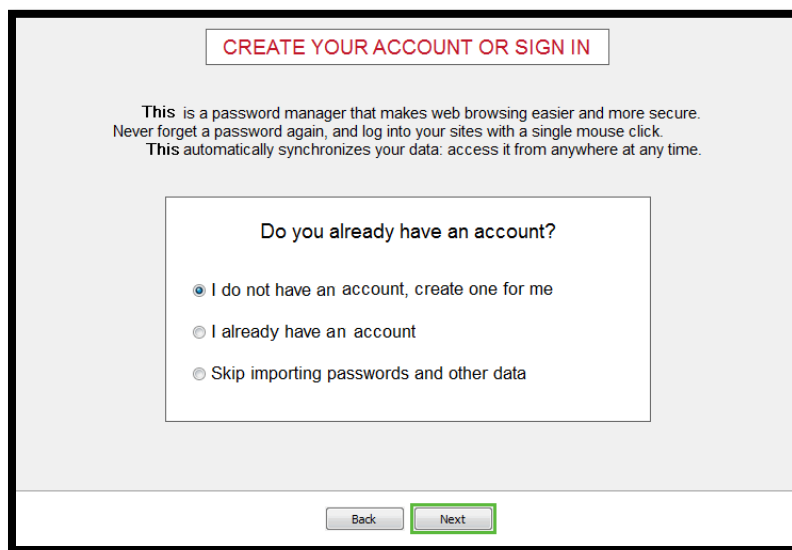 CREATE YOUR ACCOUNT OR SIGN IN
This is a password manager that makes web browsing easier and more secure.
Never forget a password again, and log into your sites with a single mouse click.
This automatically synchronizes your data: access it from anywhere at any time.
Do you already have an account?
I do not have an account, create one for me
I already have an account
Skip importing passwords and other data
Back Next